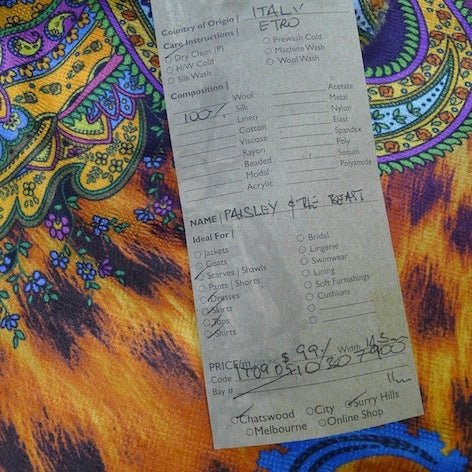 Country of Origin | ITALY
ETRO
Care Instructions |
Dry Clean (P) Prewash Cold
H/W Cold Machine Wash
Silk Wash Wool Wash
Composition |
Wool Acetate
100% Silk Metal
Linen Nylon
Cotton Elast
Viscose Spandex
Rayon Poly
Beaded Sequin
Modal Polyamide
Acrylic
NAME | PAISLEY & THE BEAST
Ideal For |
Jackets Bridal
Coats Lingerie
Scarves | Shawls Swimwear
Pants | Shorts Lining
Dresses Soft Furnishings
Skirts Cushions
Tops
Shirts
PRICE/m $ 99/ Width
Code
Bay #
Chatswood City Surry Hills
Melbourne Online Shop